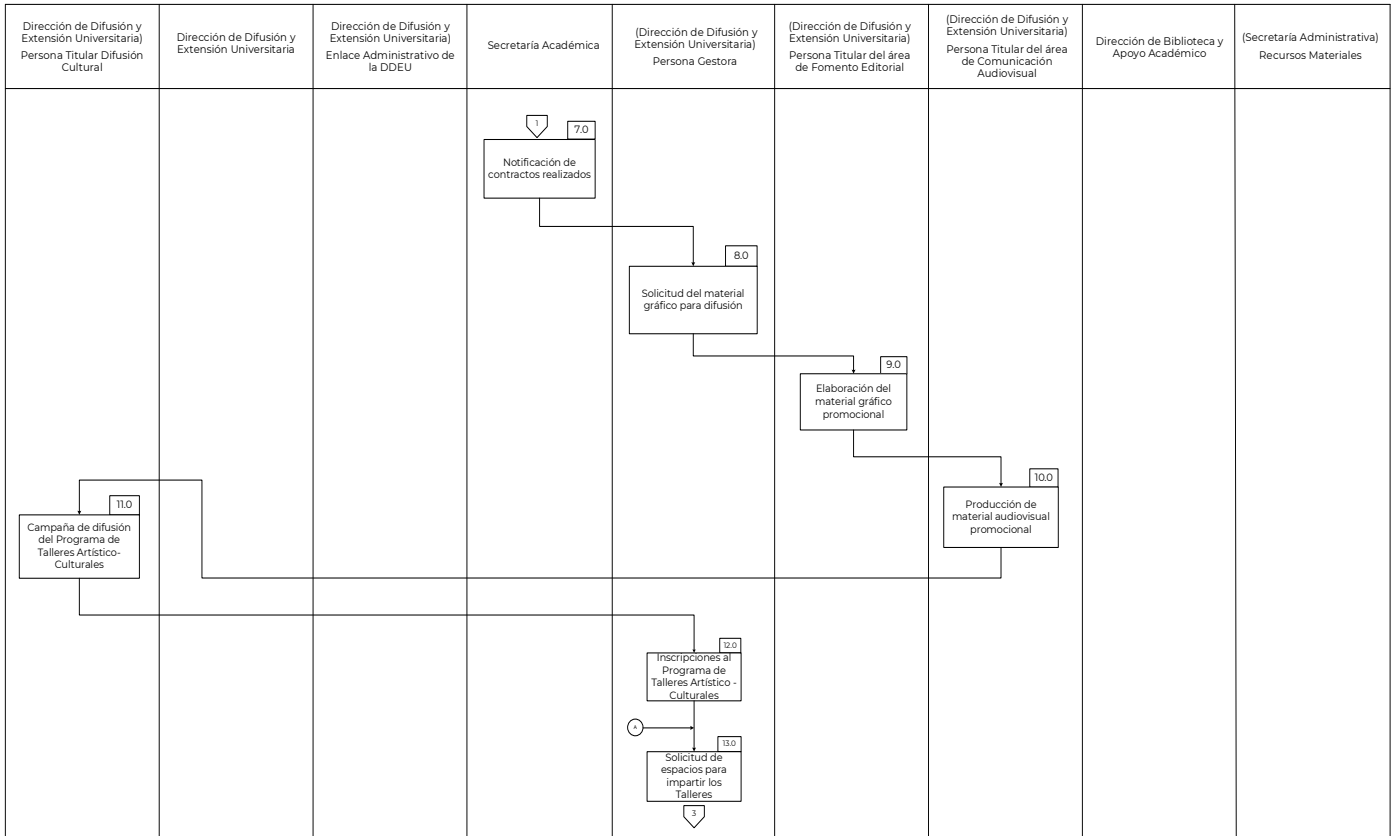 Dirección de Difusión y
Extensión Universitaria)
Persona Titular Difusión
Cultural
Dirección de Difusión y
Extensión Universitaria
Dirección de Difusión y
Extensión Universitaria)
Enlace Administrativo de
la DDEU
Secretaría Académica
(Dirección de Difusión y
Extensión Universitaria)
Persona Gestora
(Dirección de Difusión y
Extensión Universitaria)
Persona Titular del área
de Fomento Editorial
(Dirección de Difusión y
Extensión Universitaria)
Persona Titular del área
de Comunicación
Audiovisual
Dirección de Biblioteca y
Apoyo Académico
(Secretaría Administrativa)
Recursos Materiales
1
7.0
Notificación de
contractos realizados
8.0
Solicitud del material
gráfico para difusión
9.0
Elaboración del
material gráfico
promocional
10.0
Producción de
material audiovisual
promocional
11.0
Campaña de difusión
del Programa de
Talleres Artístico-
Culturales
12.0
Inscripciones al
Programa de
Talleres Artístico -
Culturales
A
13.0
Solicitud de
espacios para
impartir los
Talleres
3